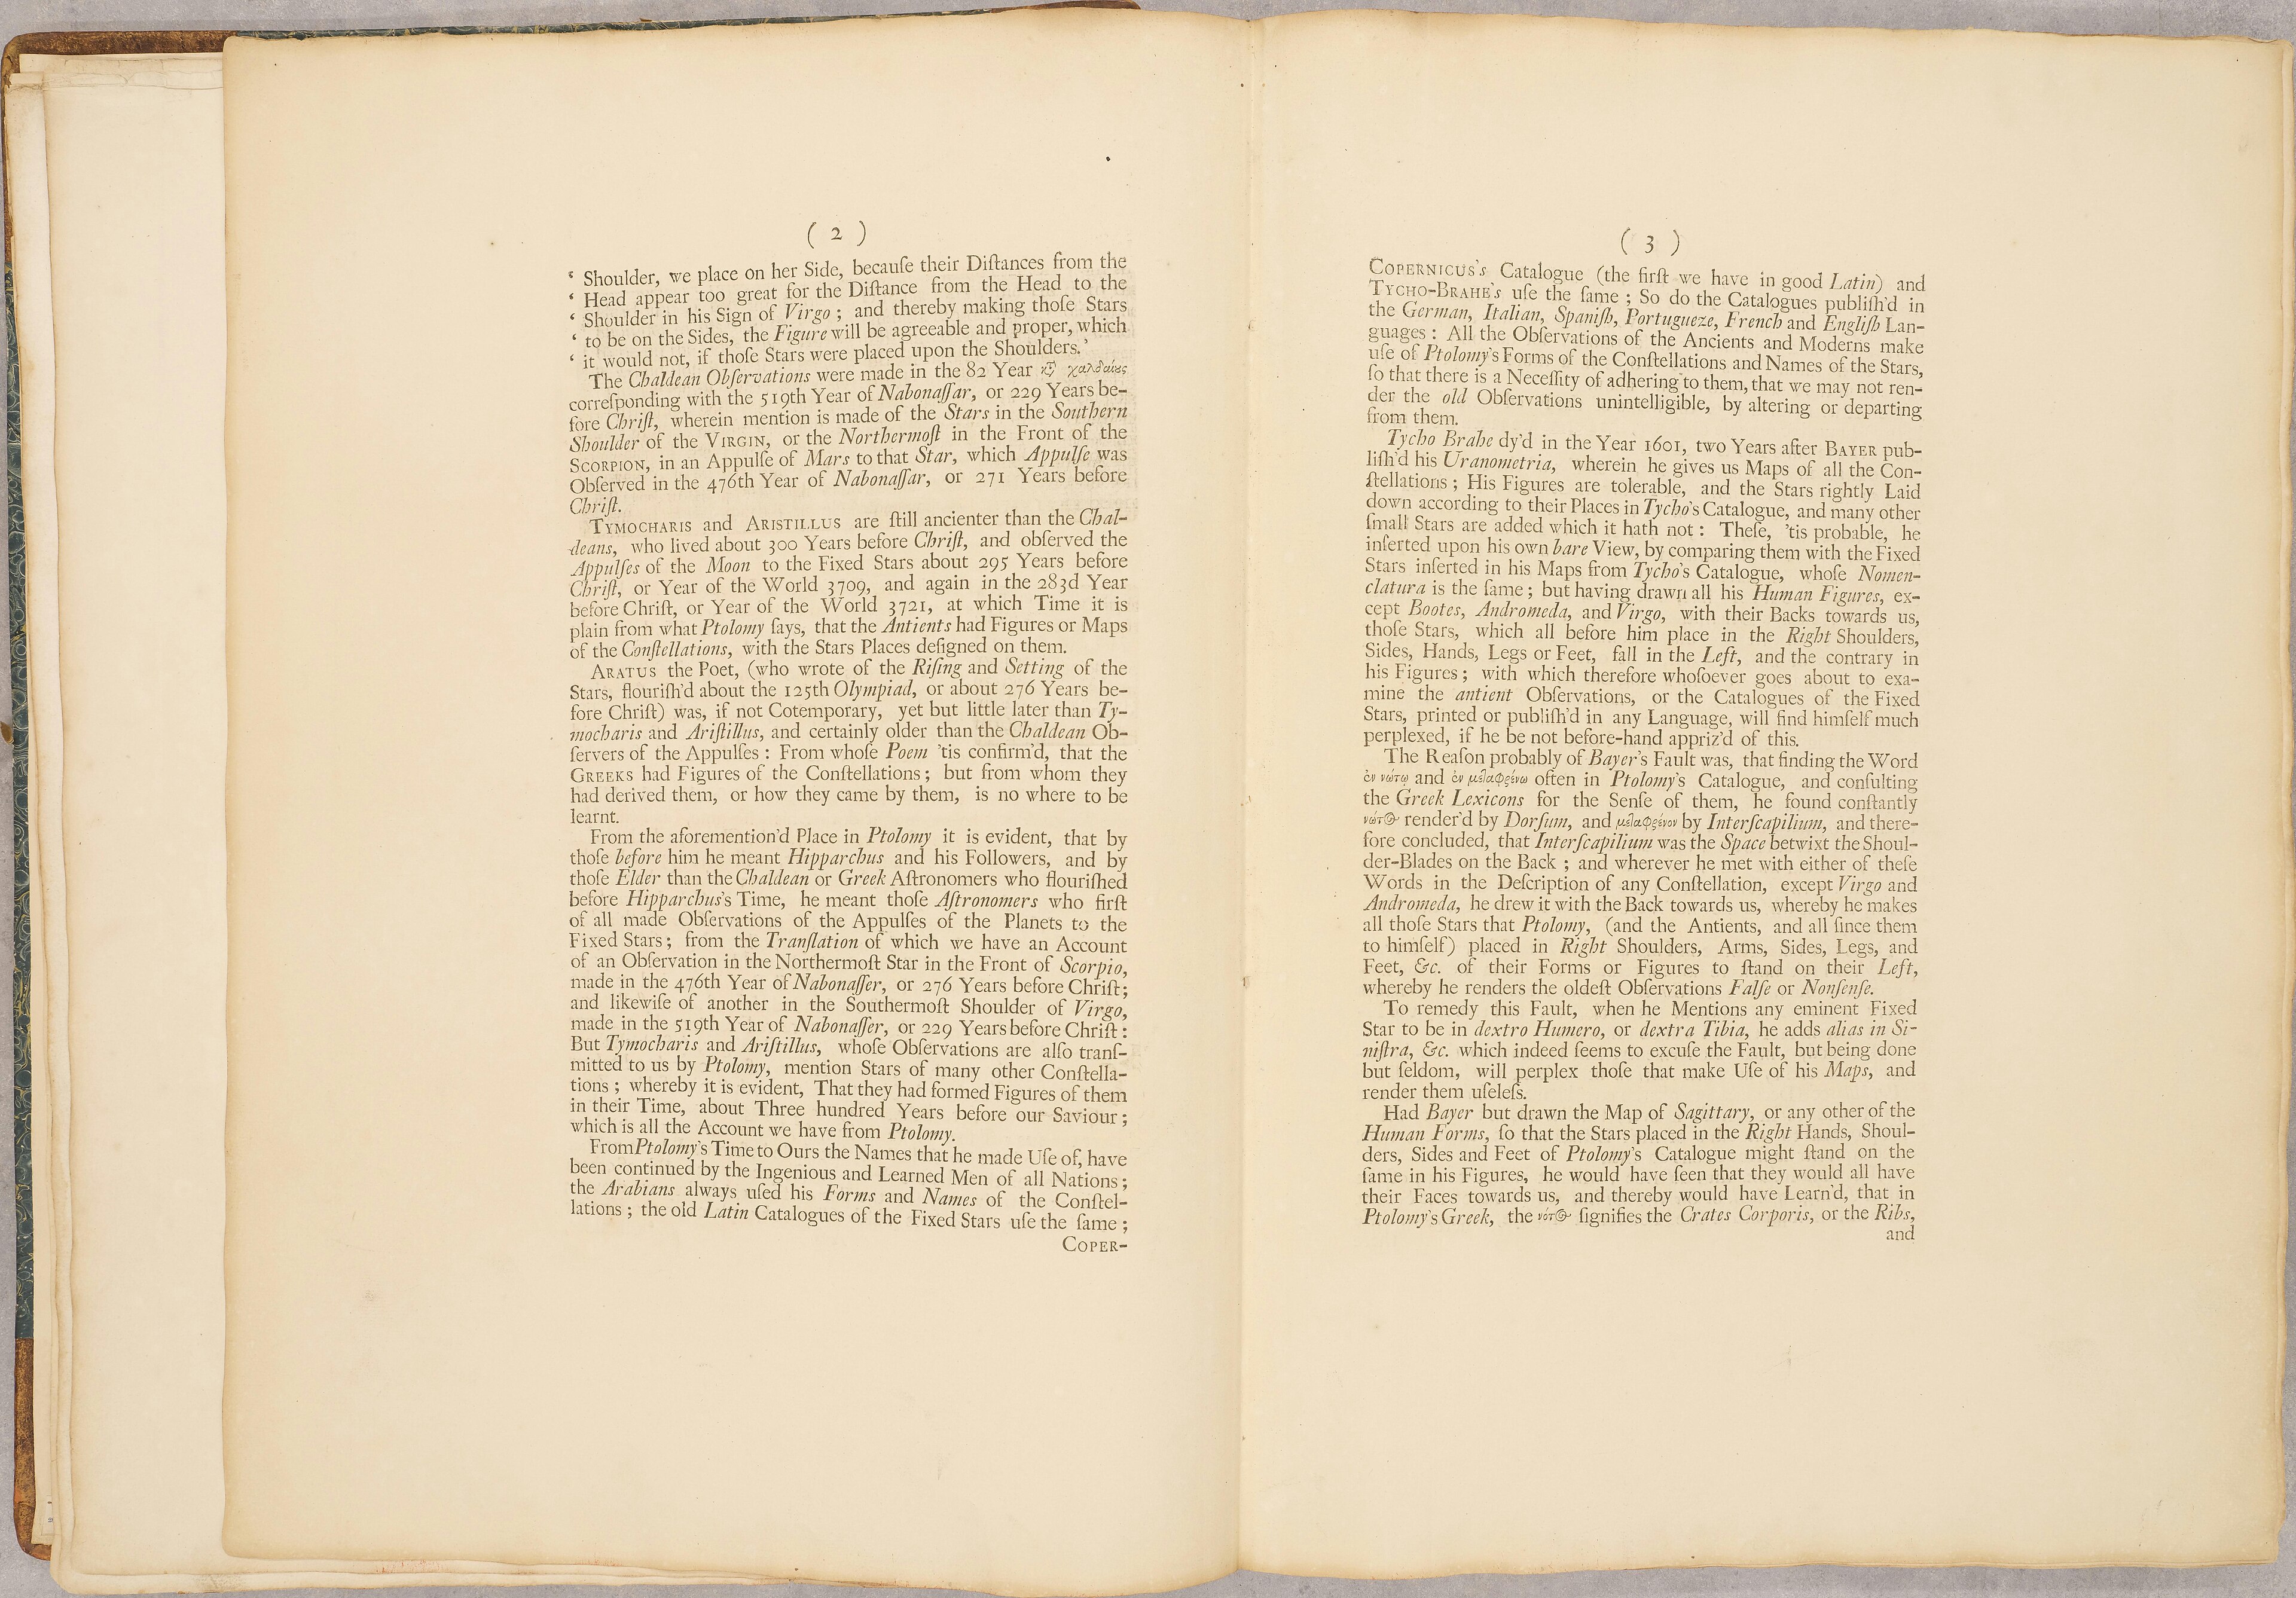 ( 2 )
‘ Shoulder, we place on her Side, becauſe their Diſtances from the
‘ Head appear too great for the Diſtance from the Head to the
‘ Shoulder in his Sign of Virgo ; and thereby making thoſe Stars
‘ to be on the Sides, the Figure will be agreeable and proper, which
‘ it would not, if thoſe Stars were placed upon the Shoulders.’
The Chaldean Obſervations were made in the 82 Year χαλδαίους
correſponding with the 519th Year of Nabonaſſar, or 229 Years be-
fore Chriſt, wherein mention is made of the Stars in the Southern
Shoulder of the VIRGIN, or the Northermoſt in the Front of the
SCORPION, in an Appulſe of Mars to that Star, which Appulſe was
Obſerved in the 476th Year of Nabonaſſar, or 271 Years before
Chriſt.
TYMOCHARIS and ARISTILLUS are ſtill ancienter than the Chal-
deans, who lived about 300 Years before Chriſt, and obſerved the
Appulſes of the Moon to the Fixed Stars about 295 Years before
Chriſt, or Year of the World 3709, and again in the 283d Year
before Chriſt, or Year of the World 3721, at which Time it is
plain from what Ptolomy ſays, that the Antients had Figures or Maps
of the Conſtellations, with the Stars Places deſigned on them.
ARATUS the Poet, (who wrote of the Riſing and Setting of the
Stars, flouriſh’d about the 125th Olympiad, or about 276 Years be-
fore Chriſt) was, if not Cotemporary, yet but little later than Ty-
mocharis and Ariſtillus, and certainly older than the Chaldean Ob-
ſervers of the Appulſes : From whoſe Poem ’tis confirm’d, that the
GREEKS had Figures of the Conſtellations ; but from whom they
had derived them, or how they came by them, is no where to be
learnt.
From the aforemention’d Place in Ptolomy it is evident, that by
thoſe before him he meant Hipparchus and his Followers, and by
thoſe Elder than the Chaldean or Greek Aſtronomers who flouriſhed
before Hipparchus’s Time, he meant thoſe Aſtronomers who firſt
of all made Obſervations of the Appulſes of the Planets to the
Fixed Stars ; from the Tranſlation of which we have an Account
of an Obſervation in the Northermoſt Star in the Front of Scorpio,
made in the 476th Year of Nabonaſſer, or 276 Years before Chriſt ;
and likewiſe of another in the Southermoſt Shoulder of Virgo,
made in the 519th Year of Nabonaſſer, or 229 Years before Chriſt :
But Tymocharis and Ariſtillus, whoſe Obſervations are alſo tranſ-
mitted to us by Ptolomy, mention Stars of many other Conſtella-
tions ; whereby it is evident, That they had formed Figures of them
in their Time, about Three hundred Years before our Saviour ;
which is all the Account we have from Ptolomy.
From Ptolomy’s Time to Ours the Names that he made Uſe of, have
been continued by the Ingenious and Learned Men of all Nations ;
the Arabians always uſed his Forms and Names of the Conſtel-
lations ; the old Latin Catalogues of the Fixed Stars uſe the ſame ;
COPER-
( 3 )
COPERNICUS’s Catalogue (the firſt we have in good Latin) and
TYCHO-BRAHE’s uſe the ſame ; So do the Catalogues publiſh’d in
the German, Italian, Spaniſh, Portugueze, French and Engliſh Lan-
guages : All the Obſervations of the Ancients and Moderns make
uſe of Ptolomy’s Forms of the Conſtellations and Names of the Stars,
ſo that there is a Neceſſity of adhering to them, that we may not ren-
der the old Obſervations unintelligible, by altering or departing
from them.
Tycho Brahe dy’d in the Year 1601, two Years after BAYER pub-
liſh’d his Uranometria, wherein he gives us Maps of all the Con-
ſtellations ; His Figures are tolerable, and the Stars rightly Laid
down according to their Places in Tycho’s Catalogue, and many other
ſmall Stars are added which it hath not : Theſe, ’tis probable, he
inſerted upon his own bare View, by comparing them with the Fixed
Stars inſerted in his Maps from Tycho’s Catalogue, whoſe Nomen-
clatura is the ſame ; but having drawn all his Human Figures, ex-
cept Bootes, Andromeda, and Virgo, with their Backs towards us,
thoſe Stars, which all before him place in the Right Shoulders,
Sides, Hands, Legs or Feet, fall in the Left, and the contrary in
his Figures ; with which therefore whoſoever goes about to exa-
mine the antient Obſervations, or the Catalogues of the Fixed
Stars, printed or publiſh’d in any Language, will find himſelf much
perplexed, if he be not before-hand appriz’d of this.
The Reaſon probably of Bayer’s Fault was, that finding the Word
ἐν νώτῳ and ἐν μεταφρένῳ often in Ptolomy’s Catalogue, and conſulting
the Greek Lexicons for the Senſe of them, he found conſtantly
νώτος render’d by Dorſum, and μεταφρένον by Interſcapilium, and there-
fore concluded, that Interſcapilium was the Space betwixt the Shoul-
der-Blades on the Back ; and wherever he met with either of theſe
Words in the Deſcription of any Conſtellation, except Virgo and
Andromeda, he drew it with the Back towards us, whereby he makes
all thoſe Stars that Ptolomy, (and the Antients, and all ſince them
to himſelf) placed in Right Shoulders, Arms, Sides, Legs, and
Feet, &c. of their Forms or Figures to ſtand on their Left,
whereby he renders the oldeſt Obſervations Falſe or Nonſenſe.
To remedy this Fault, when he Mentions any eminent Fixed
Star to be in dextro Humero, or dextra Tibia, he adds alias in Si-
niſtra, &c. which indeed ſeems to excuſe the Fault, but being done
but ſeldom, will perplex thoſe that make Uſe of his Maps, and
render them uſeleſs.
Had Bayer but drawn the Map of Sagittary, or any other of the
Human Forms, ſo that the Stars placed in the Right Hands, Shoul-
ders, Sides and Feet of Ptolomy’s Catalogue might ſtand on the
ſame in his Figures, he would have ſeen that they would all have
their Faces towards us, and thereby would have Learn’d, that in
Ptolomy’s Greek, the νότος ſignifies the Crates Corporis, or the Ribs,
and